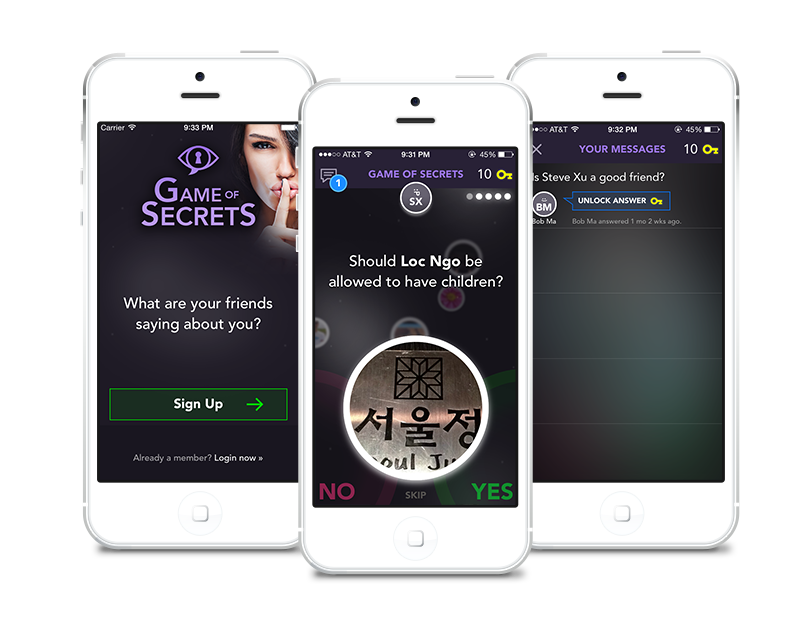 Carrier 9:33 PM
GAME OF
SECRETS
What are your friends
saying about you?
Sign Up
Already a member? Login now »
AT&T 9:31 PM 45%
1
GAME OF SECRETS
10
:P
SX
Should Loc Ngo be
allowed to have children?
서울정
oul Ju
NO
SKIP
YES
AT&T 9:32 PM 45%
YOUR MESSAGES
10
Is Steve Xu a good friend?
BM
UNLOCK ANSWER
Bob Ma
Bob Ma answered 1 mo 2 wks ago.